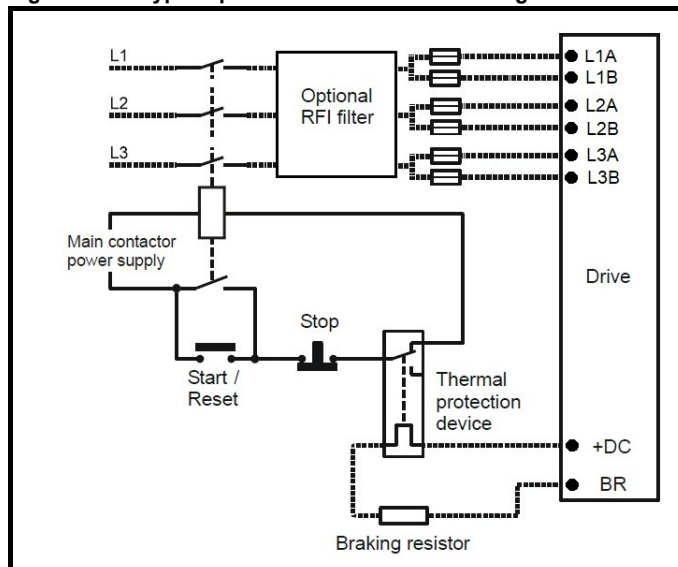 L1
L2
L3
Optional
RFI filter
L1A
L1B
L2A
L2B
L3A
L3B
Main contactor
power supply
Drive
Stop
Start /
Reset
Thermal
protection
device
+DC
BR
Braking resistor